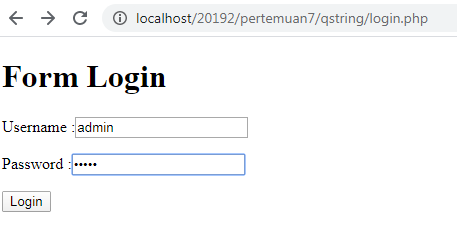 localhost/20192/pertemuan7/qstring/login.php
Form Login
Username :admin
Password :•••••
Login